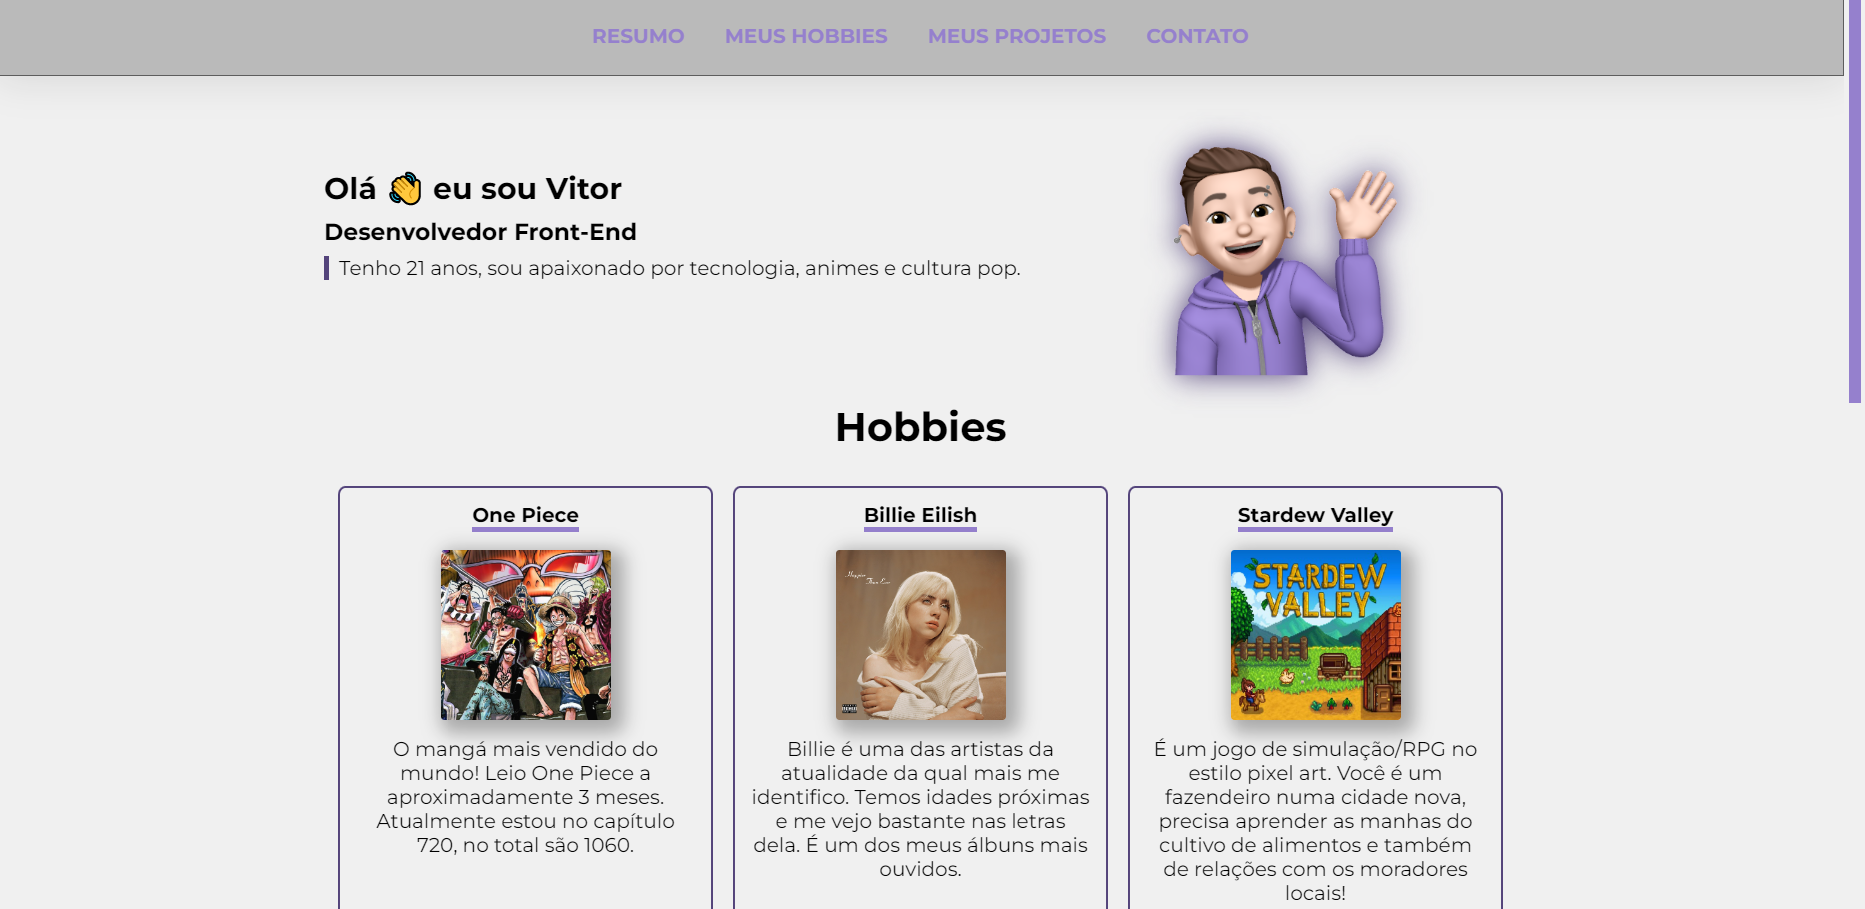 RESUMO MEUS HOBBIES MEUS PROJETOS CONTATO
Olá 👋 eu sou Vitor
Desenvolvedor Front-End
Tenho 21 anos, sou apaixonado por tecnologia, animes e cultura pop.
Hobbies
One Piece
O mangá mais vendido do
mundo! Leio One Piece a
aproximadamente 3 meses.
Atualmente estou no capítulo
720, no total são 1060.
Billie Eilish
Happier
Than Ever
Billie é uma das artistas da
atualidade da qual mais me
identifico. Temos idades próximas
e me vejo bastante nas letras
dela. É um dos meus álbuns mais
ouvidos.
Stardew Valley
STARDEW
VALLEY
É um jogo de simulação/RPG no
estilo pixel art. Você é um
fazendeiro numa cidade nova,
precisa aprender as manhas do
cultivo de alimentos e também
de relações com os moradores
locais!